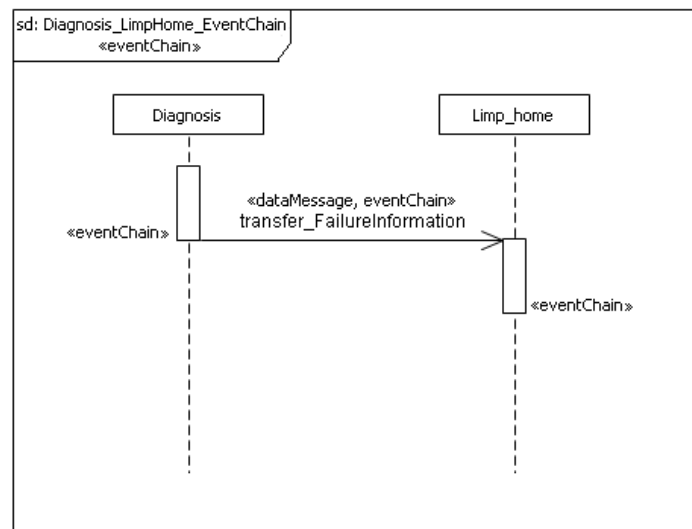 sd: Diagnosis_LimpHome_EventChain
«eventChain»
Diagnosis
Limp_home
«dataMessage, eventChain»
transfer_FailureInformation
«eventChain»
«eventChain»